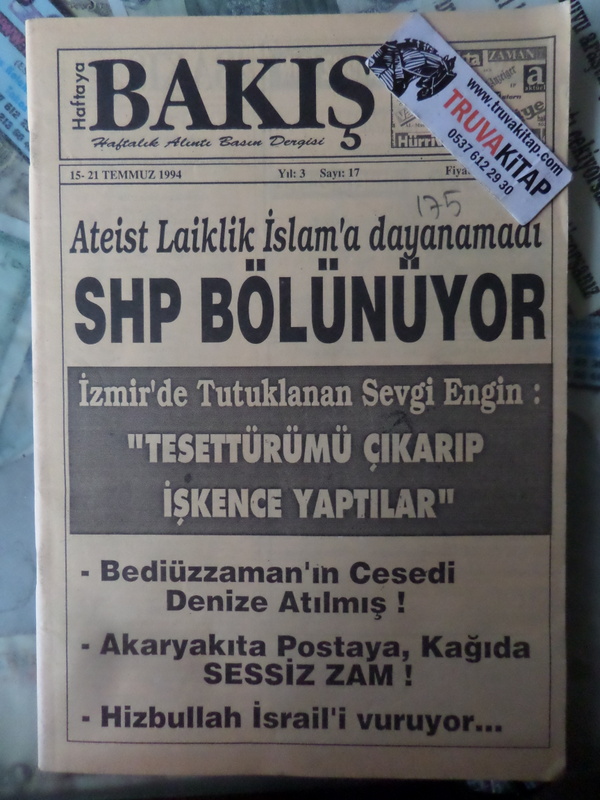 Haftaya
BAKIŞ
Haftalık Alıntı Basın Dergisi
ZAMAN
a
Hürri
www.truvakitap.com
TRUVAKİTAP
0537 612 29 30
15- 21 TEMMUZ 1994 Yıl: 3 Sayı: 17
175
Ateist Laiklik İslam'a dayanamadı
SHP BÖLÜNÜYOR
İzmir'de Tutuklanan Sevgi Engin :
"TESETTÜRÜMÜ ÇIKARIP
İŞKENCE YAPTILAR"
- Bediüzzaman'ın Cesedi
Denize Atılmış !
- Akaryakıta Postaya, Kağıda
SESSİZ ZAM !
- Hizbullah İsrail'i vuruyor...